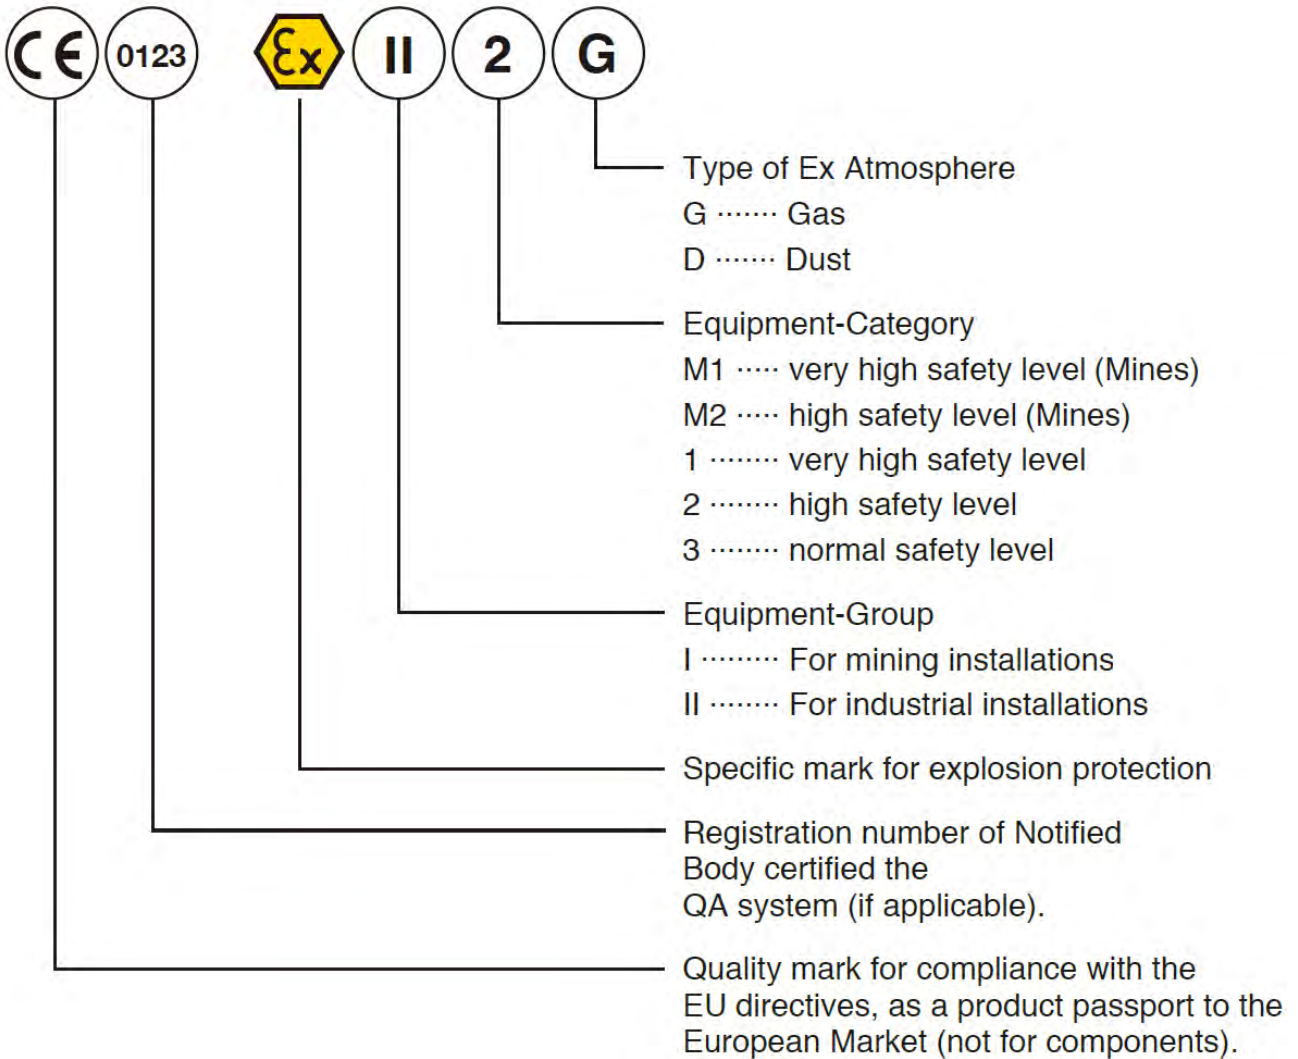 CE 0123 Ex II 2 G
Type of Ex Atmosphere
G ······· Gas
D ······· Dust
Equipment-Category
M1 ····· very high safety level (Mines)
M2 ····· high safety level (Mines)
1 ········ very high safety level
2 ········ high safety level
3 ········ normal safety level
Equipment-Group
I ········· For mining installations
II ········ For industrial installations
Specific mark for explosion protection
Registration number of Notified
Body certified the
QA system (if applicable).
Quality mark for compliance with the
EU directives, as a product passport to the
European Market (not for components).